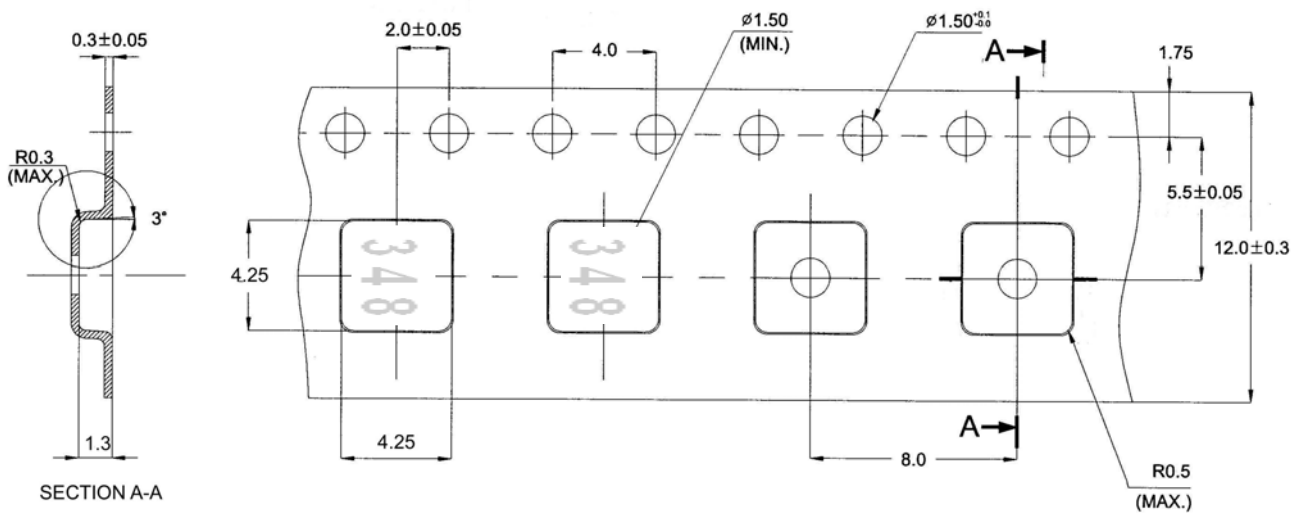 0.3±0.05
2.0±0.05
4.0
ø1.50
(MIN.)
ø1.50+0.1-0.0
A
1.75
R0.3
(MAX.)
3°
5.5±0.05
12.0±0.3
4.25
348
348
1.3
4.25
A
8.0
R0.5
(MAX.)
SECTION A-A